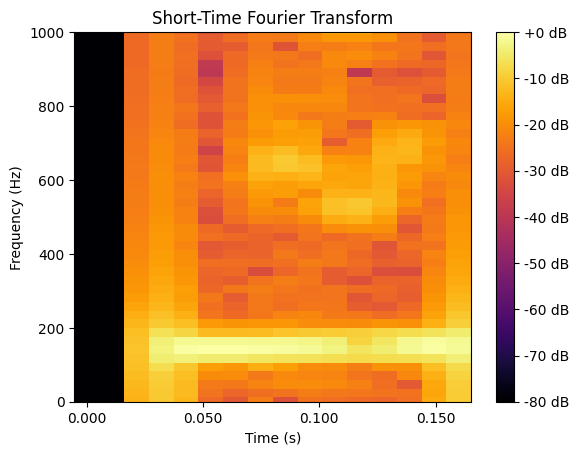 Short-Time Fourier Transform
1000
800
600
400
200
0
Frequency (Hz)
0.000
0.050
0.100
0.150
Time (s)
+0 dB
-10 dB
-20 dB
-30 dB
-40 dB
-50 dB
-60 dB
-70 dB
-80 dB